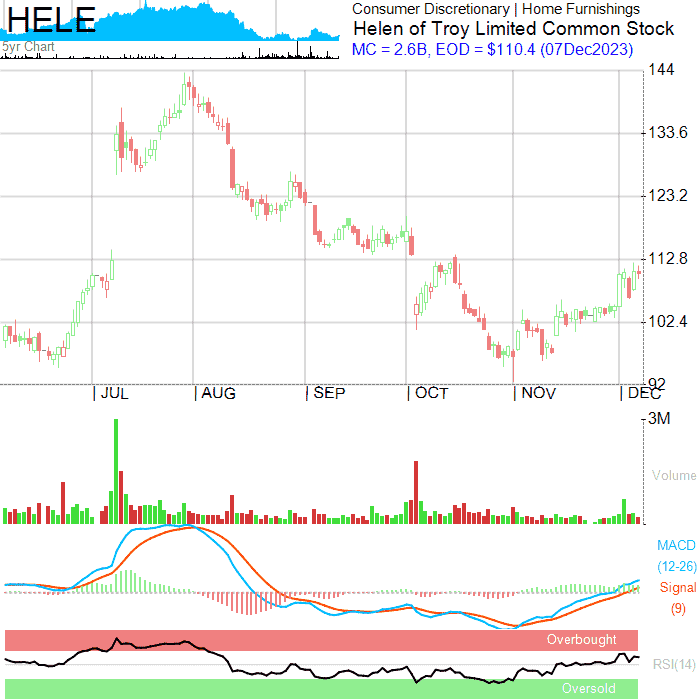 HELE
5yr Chart
Consumer Discretionary | Home Furnishings
Helen of Troy Limited Common Stock
MC = 2.6B, EOD = $110.4 (07Dec2023)
144
133.6
123.2
112.8
102.4
92
JUL AUG SEP OCT NOV DEC
3M
Volume
MACD
(12-26)
Signal
(9)
Overbought
RSI(14)
Oversold